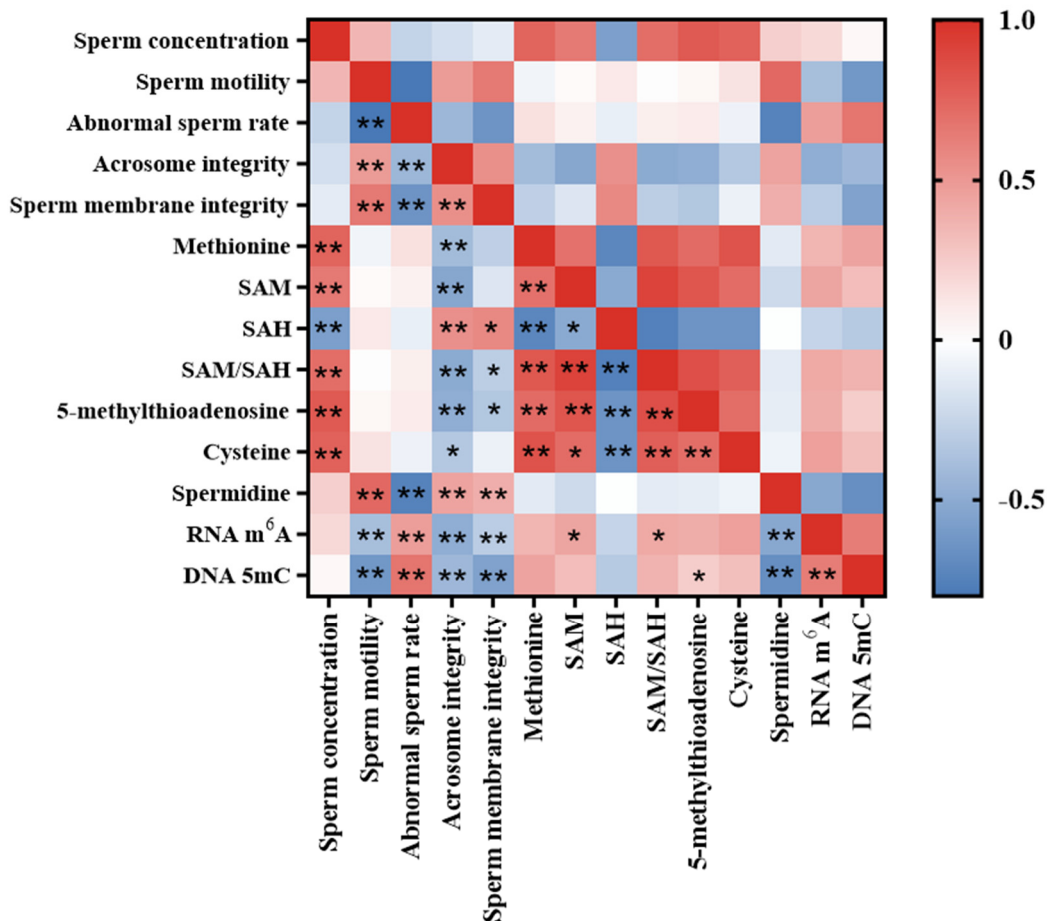 Sperm concentration
Sperm motility
Abnormal sperm rate **
Acrosome integrity ** **
Sperm membrane integrity ** ** **
Methionine ** **
SAM ** ** **
SAH ** ** * ** *
SAM/SAH ** ** * ** ** **
5-methylthioadenosine ** ** * ** ** ** **
Cysteine ** * ** * ** ** **
Spermidine ** ** ** **
RNA m⁶A ** ** ** ** * * **
DNA 5mC ** ** ** ** * ** **
1.0
0.5
0
-0.5
Sperm concentration
Sperm motility
Abnormal sperm rate
Acrosome integrity
Sperm membrane integrity
Methionine
SAM
SAH
SAM/SAH
5-methylthioadenosine
Cysteine
Spermidine
RNA m⁶A
DNA 5mC